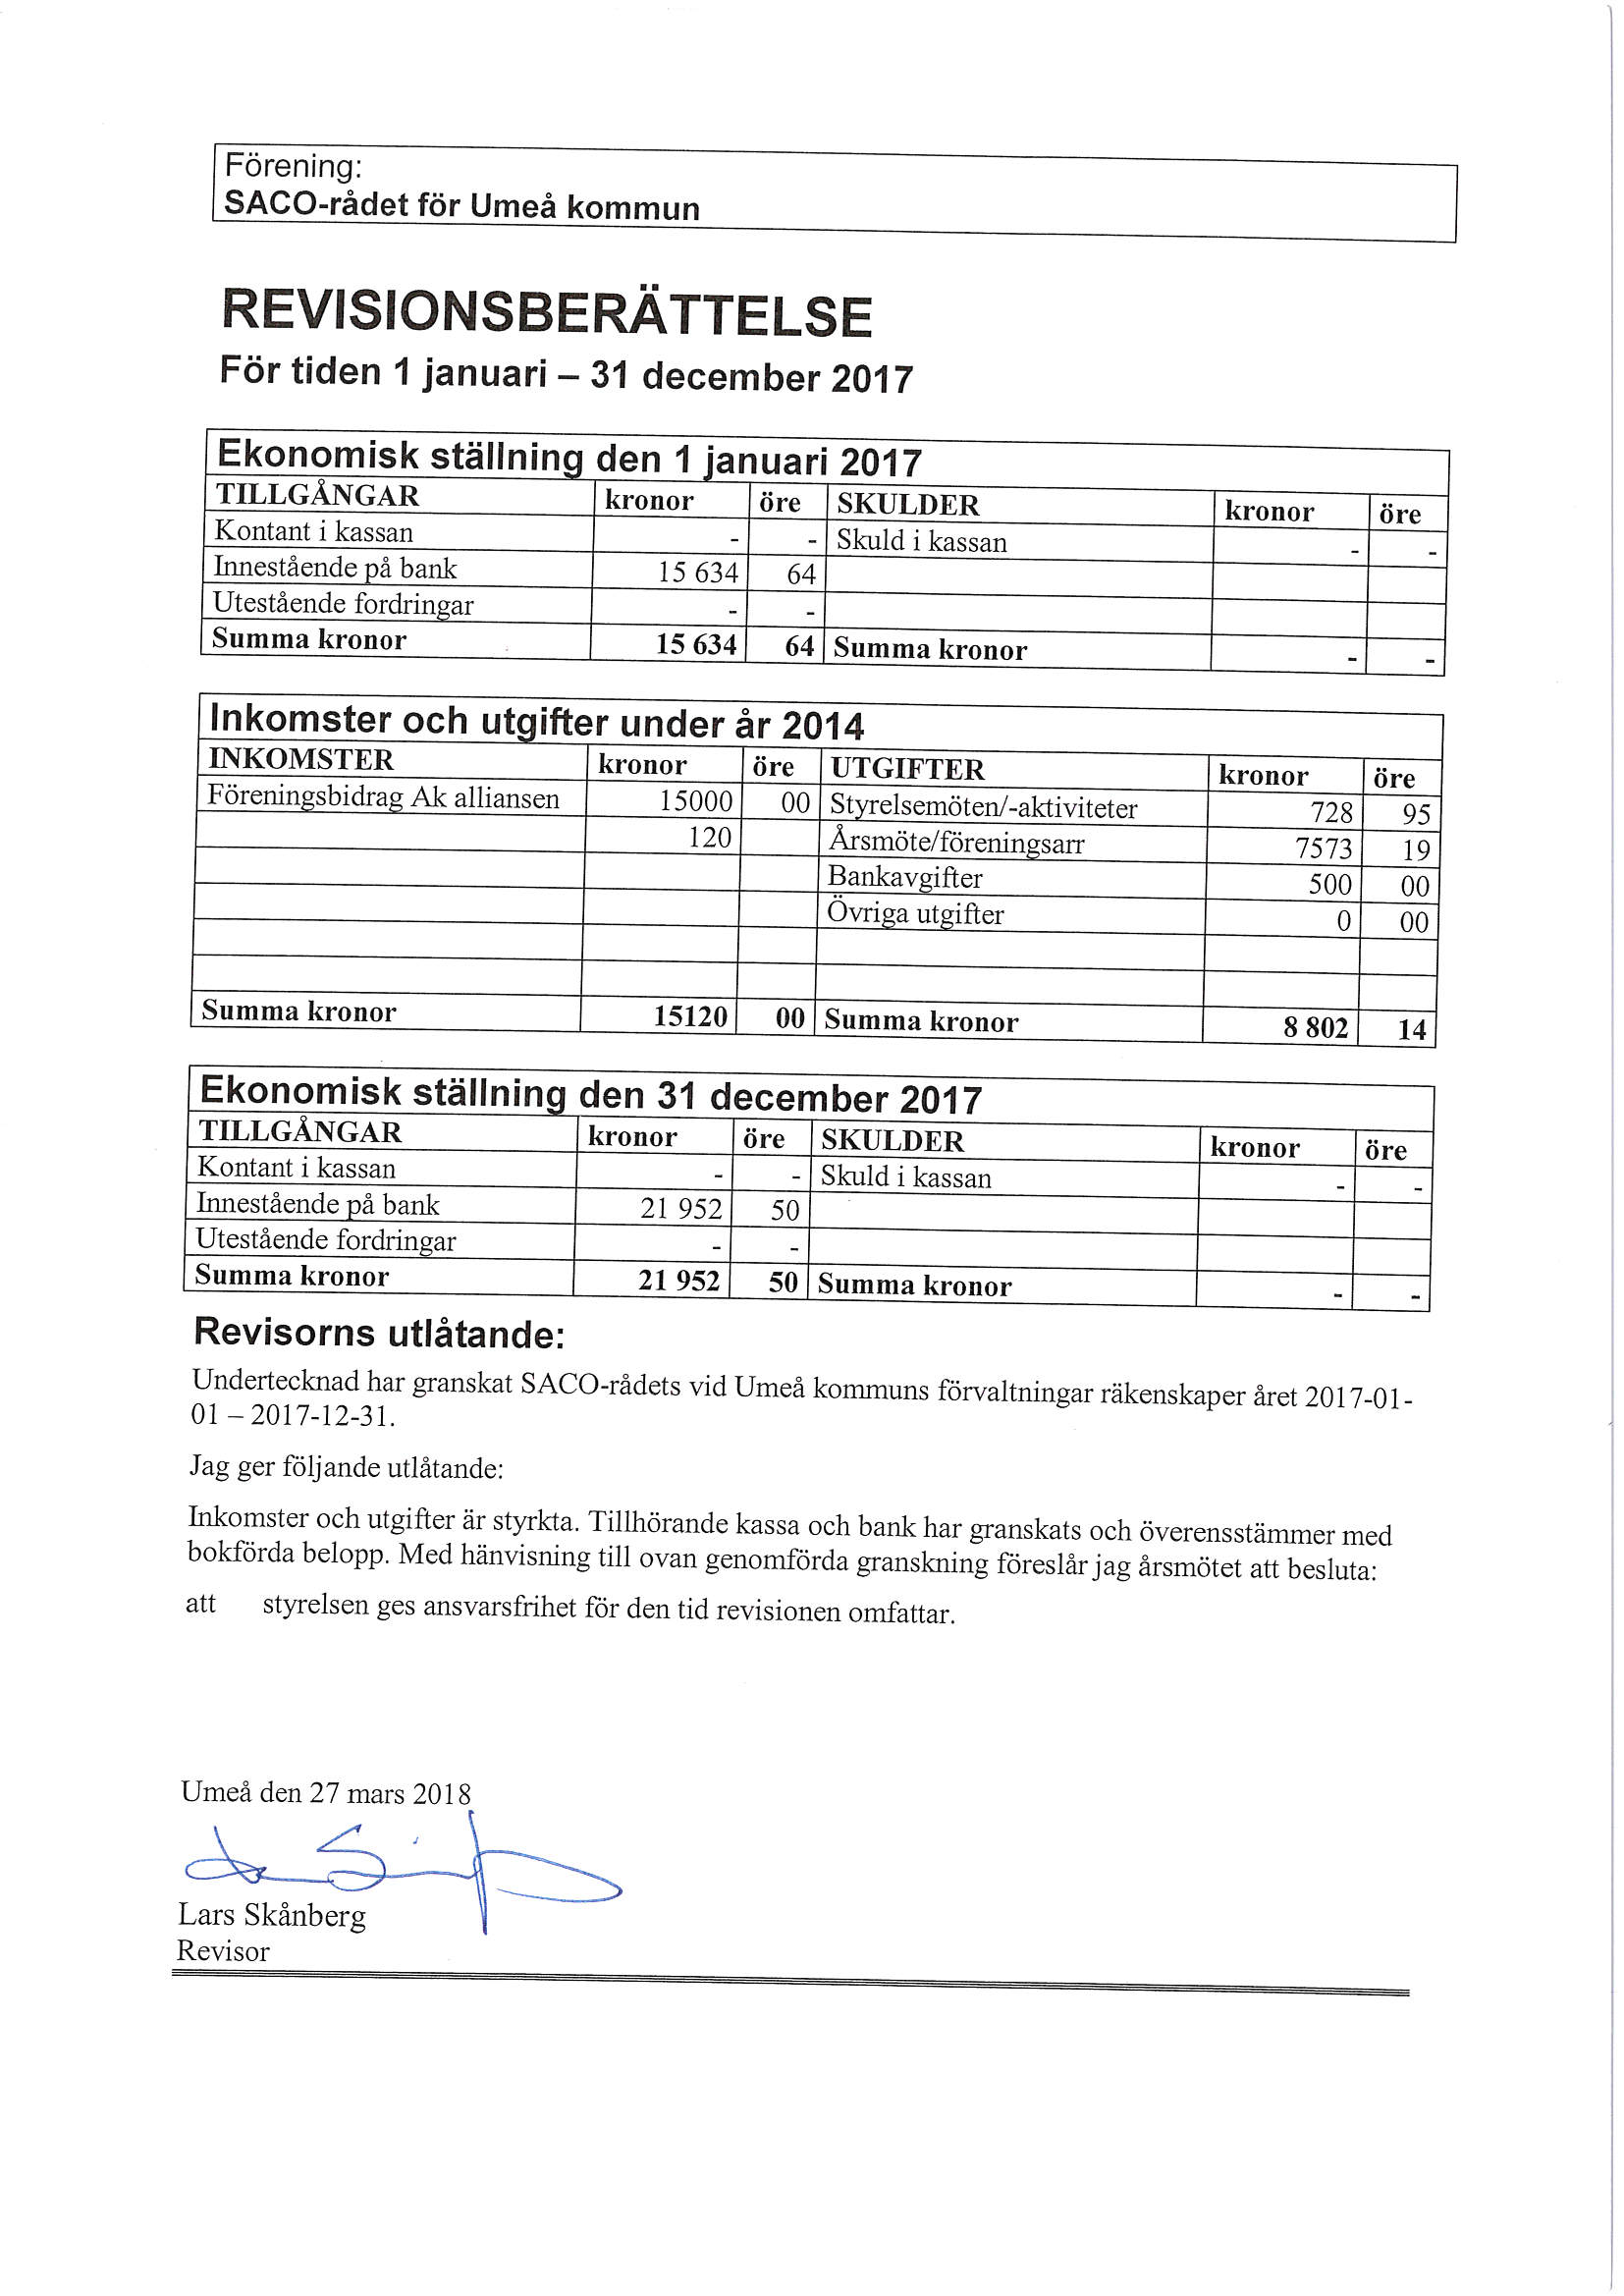 Förening:
SACO-rådet för Umeå kommun
REVISIONSBERÄTTELSE
För tiden 1 januari – 31 december 2017
Ekonomisk ställning den 1 januari 2017
TILLGÅNGAR kronor öre SKULDER kronor öre
Kontant i kassan - - Skuld i kassan - -
Innestående på bank 15 634 64
Utestående fordringar - -
Summa kronor 15 634 64 Summa kronor - -
Inkomster och utgifter under år 2014
INKOMSTER kronor öre UTGIFTER kronor öre
Föreningsbidrag Ak alliansen 15000 00 Styrelsemöten/-aktiviteter 728 95
120 Årsmöte/föreningsarr 7573 19
Bankavgifter 500 00
Övriga utgifter 0 00
Summa kronor 15120 00 Summa kronor 8 802 14
Ekonomisk ställning den 31 december 2017
TILLGÅNGAR kronor öre SKULDER kronor öre
Kontant i kassan - - Skuld i kassan - -
Innestående på bank 21 952 50
Utestående fordringar - -
Summa kronor 21 952 50 Summa kronor - -
Revisorns utlåtande:
Undertecknad har granskat SACO-rådets vid Umeå kommuns förvaltningar räkenskaper året 2017-01-
01 – 2017-12-31.
Jag ger följande utlåtande:
Inkomster och utgifter är styrkta. Tillhörande kassa och bank har granskats och överensstämmer med
bokförda belopp. Med hänvisning till ovan genomförda granskning föreslår jag årsmötet att besluta:
att styrelsen ges ansvarsfrihet för den tid revisionen omfattar.
Umeå den 27 mars 2018
Lars Skånberg
Revisor